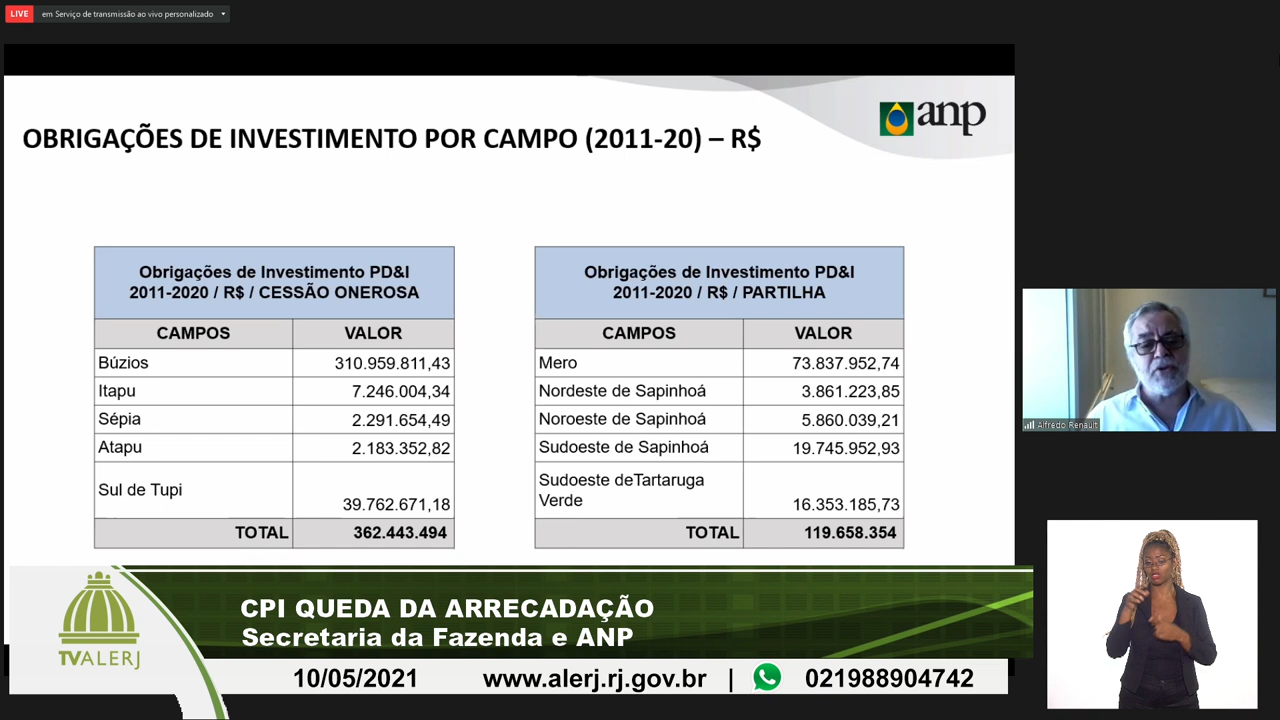 LIVE em Serviço de transmissão ao vivo personalizado
anp
OBRIGAÇÕES DE INVESTIMENTO POR CAMPO (2011-20) – R$
Obrigações de Investimento PD&I
2011-2020 / R$ / CESSÃO ONEROSA
CAMPOS VALOR
Búzios 310.959.811,43
Itapu 7.246.004,34
Sépia 2.291.654,49
Atapu 2.183.352,82
Sul de Tupi 39.762.671,18
TOTAL 362.443.494
Obrigações de Investimento PD&I
2011-2020 / R$ / PARTILHA
CAMPOS VALOR
Mero 73.837.952,74
Nordeste de Sapinhoá 3.861.223,85
Noroeste de Sapinhoá 5.860.039,21
Sudoeste de Sapinhoá 19.745.952,93
Sudoeste deTartaruga
Verde 16.353.185,73
TOTAL 119.658.354
Alfredo Renault
CPI QUEDA DA ARRECADAÇÃO
Secretaria da Fazenda e ANP
TVALERJ
10/05/2021 www.alerj.rj.gov.br | 021988904742